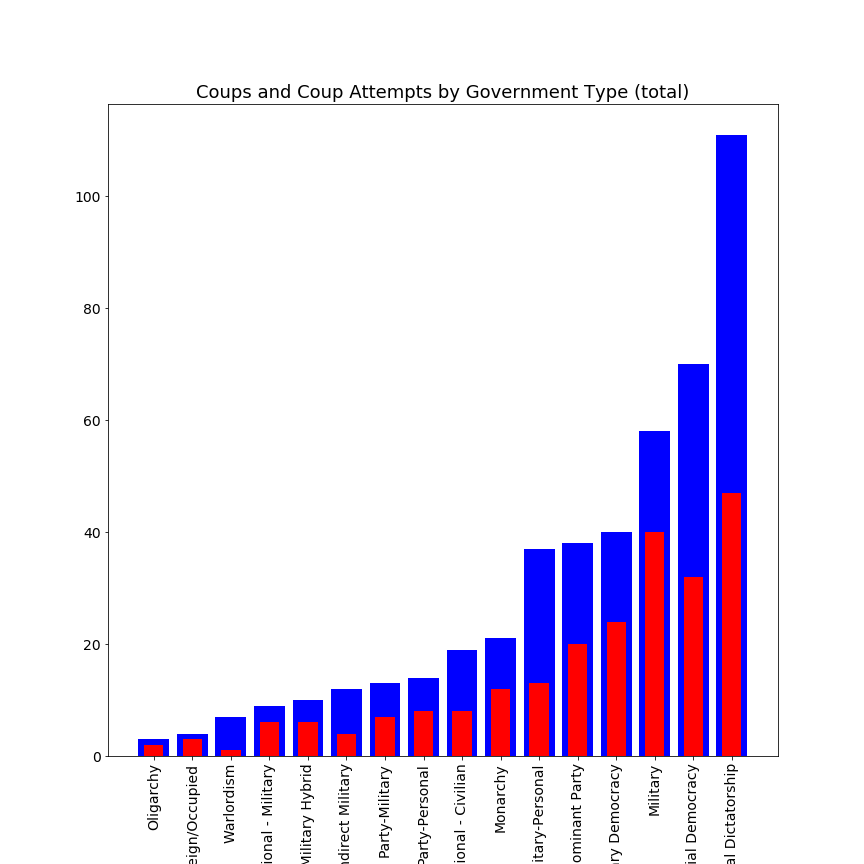 Coups and Coup Attempts by Government Type (total)
100
80
60
40
20
0
Oligarchy
eign/Occupied
Warlordism
ional - Military
Military Hybrid
ndirect Military
Party-Military
Party-Personal
ional - Civilian
Monarchy
itary-Personal
ominant Party
ry Democracy
Military
ial Democracy
al Dictatorship